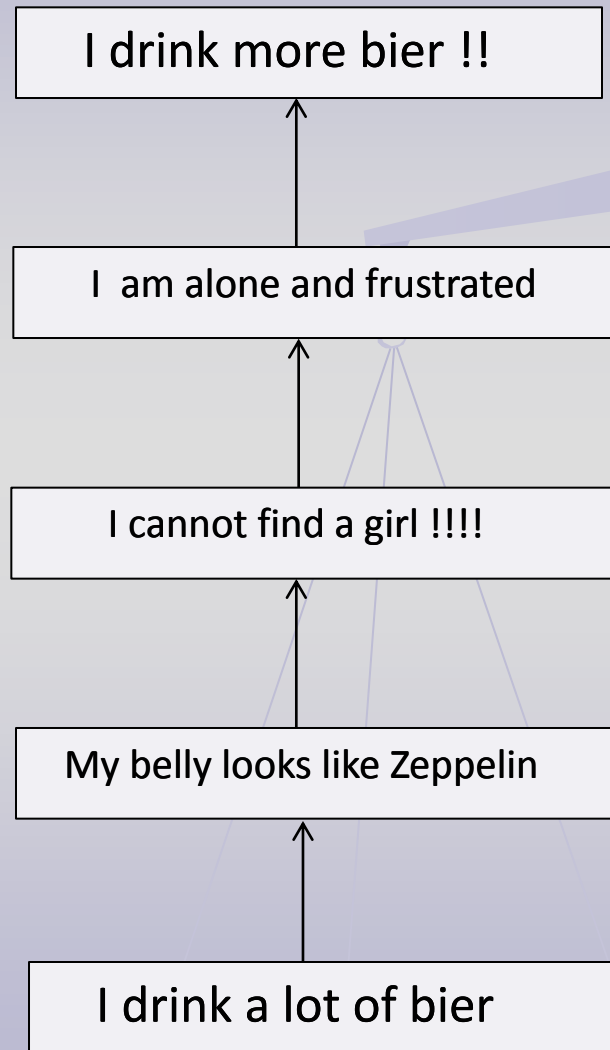 I drink more bier !!
I am alone and frustrated
I cannot find a girl !!!!
My belly looks like Zeppelin
I drink a lot of bier